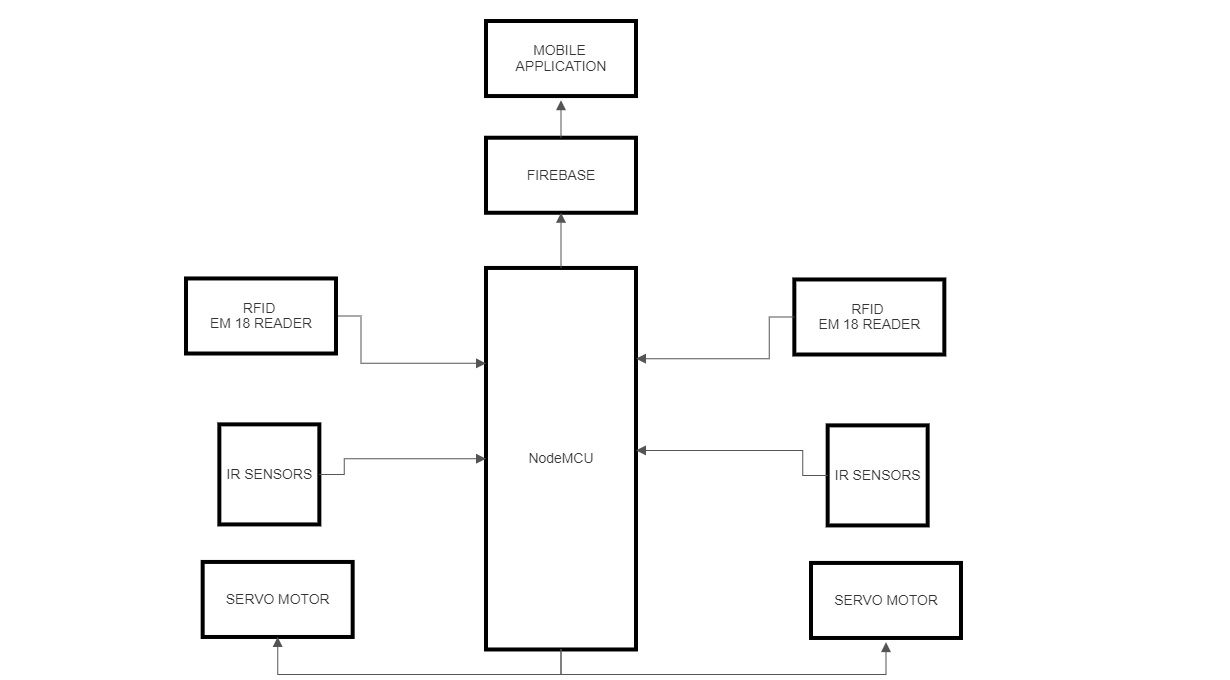 MOBILE
APPLICATION
FIREBASE
RFID
EM 18 READER
RFID
EM 18 READER
IR SENSORS
NodeMCU
IR SENSORS
SERVO MOTOR
SERVO MOTOR